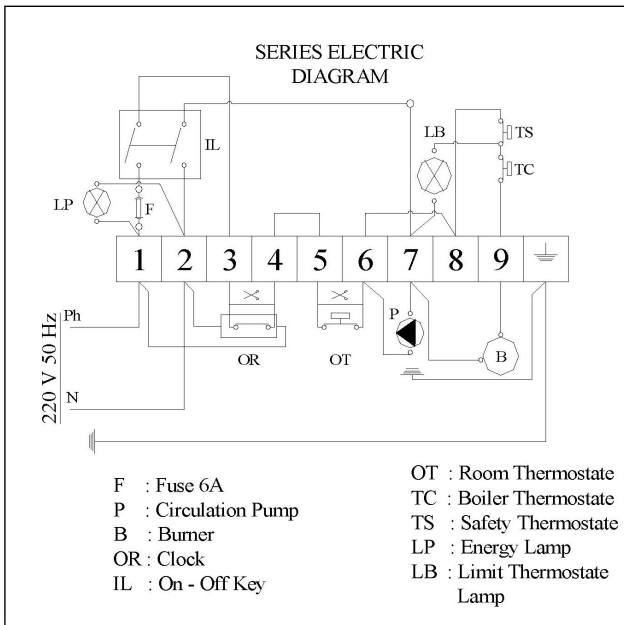 SERIES ELECTRIC
DIAGRAM
IL
LB
TS
TC
LP
F
1 2 3 4 5 6 7 8 9
Ph
220 V 50 Hz
N
OR
OT
P
B
F : Fuse 6A
P : Circulation Pump
B : Burner
OR : Clock
IL : On - Off Key
OT : Room Thermostate
TC : Boiler Thermostate
TS : Safety Thermostate
LP : Energy Lamp
LB : Limit Thermostate
Lamp